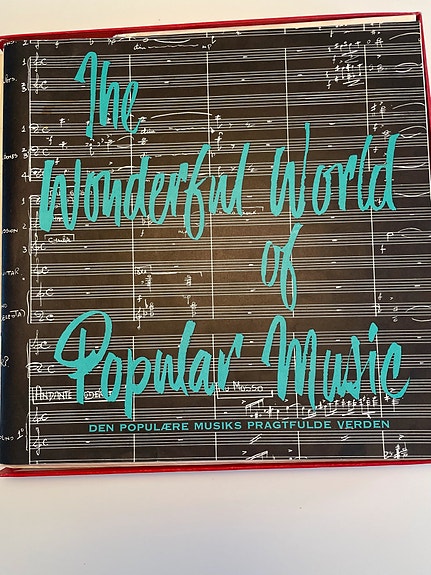 The
Wonderful World
of
Popular Music
DEN POPULÆRE MUSIKS PRAGTFULDE VERDEN